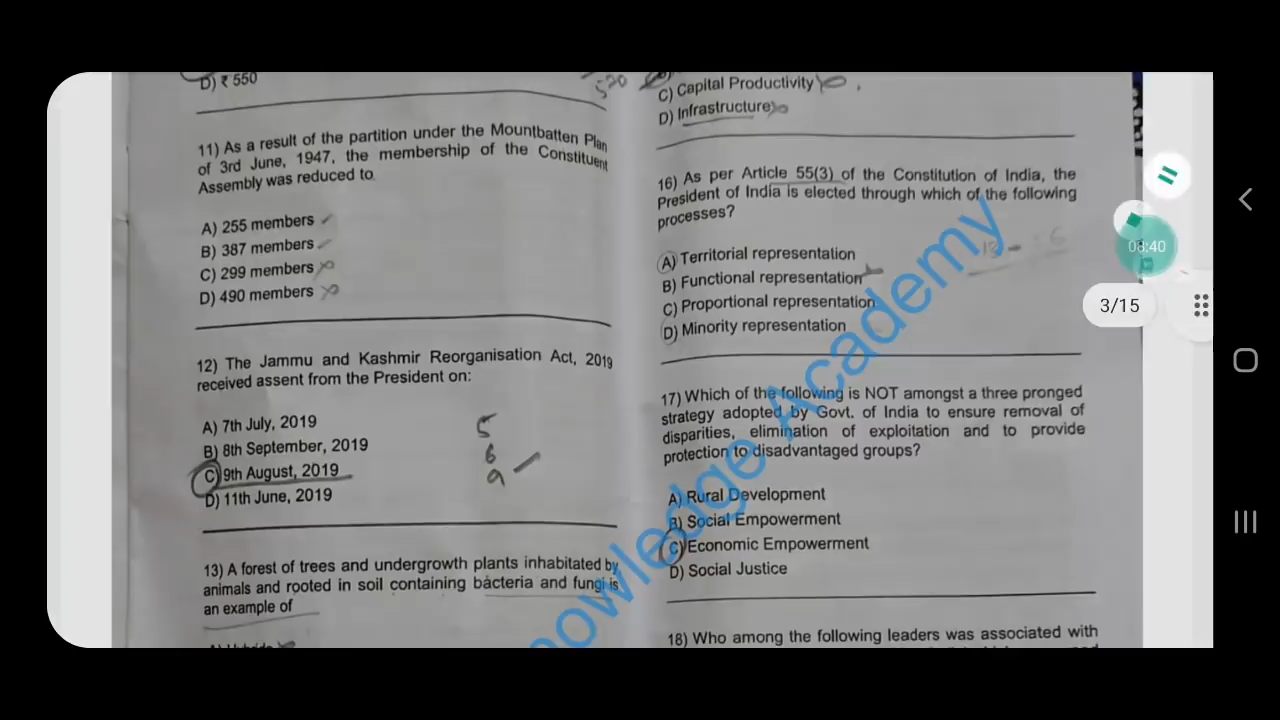 D) ₹ 550
570
11) As a result of the partition under the Mountbatten Plan
of 3rd June, 1947, the membership of the Constituent
Assembly was reduced to
A) 255 members
B) 387 members
C) 299 members
D) 490 members
12) The Jammu and Kashmir Reorganisation Act, 2019
received assent from the President on:
A) 7th July, 2019
B) 8th September, 2019
C) 9th August, 2019
D) 11th June, 2019
5
6
9
13) A forest of trees and undergrowth plants inhabitated by
animals and rooted in soil containing bacteria and fungi is
an example of
C) Capital Productivity
D) Infrastructure
16) As per Article 55(3) of the Constitution of India, the
President of India is elected through which of the following
processes?
A) Territorial representation
B) Functional representation
C) Proportional representation
D) Minority representation
17) Which of the following is NOT amongst a three pronged
strategy adopted by Govt. of India to ensure removal of
disparities, elimination of exploitation and to provide
protection to disadvantaged groups?
A) Rural Development
B) Social Empowerment
C) Economic Empowerment
D) Social Justice
18) Who among the following leaders was associated with
nowledge Academy
08:40
3/15